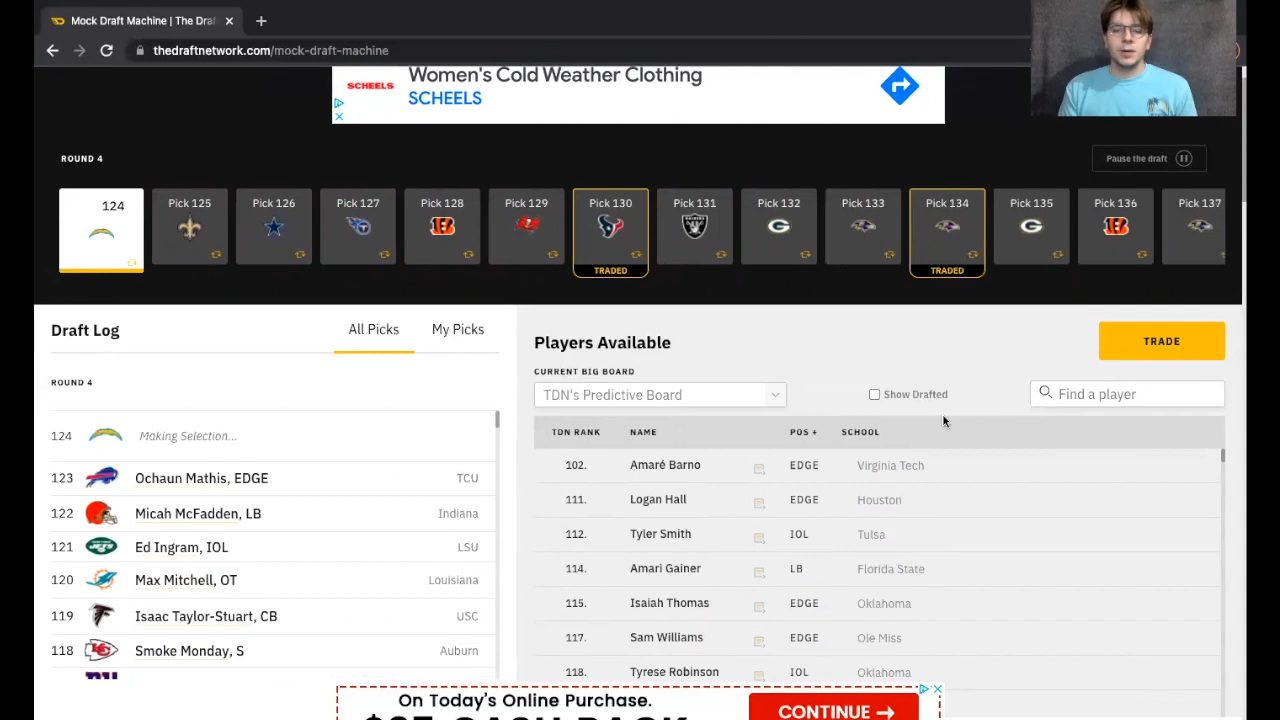 Mock Draft Machine | The Draf
thedraftnetwork.com/mock-draft-machine
SCHEELS
Women's Cold Weather Clothing
SCHEELS
ROUND 4
Pause the draft
124
Pick 125
Pick 126
Pick 127
Pick 128
Pick 129
Pick 130
Pick 131
Pick 132
Pick 133
Pick 134
Pick 135
Pick 136
Pick 137
TRADED
TRADED
Draft Log
All Picks
My Picks
ROUND 4
124 Making Selection...
123 Ochaun Mathis, EDGE TCU
122 Micah McFadden, LB Indiana
121 Ed Ingram, IOL LSU
120 Max Mitchell, OT Louisiana
119 Isaac Taylor-Stuart, CB USC
118 Smoke Monday, S Auburn
Players Available
TRADE
CURRENT BIG BOARD
TDN's Predictive Board
Show Drafted
Find a player
TDN RANK NAME POS + SCHOOL
102. Amaré Barno EDGE Virginia Tech
111. Logan Hall EDGE Houston
112. Tyler Smith IOL Tulsa
114. Amari Gainer LB Florida State
115. Isaiah Thomas EDGE Oklahoma
117. Sam Williams EDGE Ole Miss
118. Tyrese Robinson IOL Oklahoma
On Today's Online Purchase.
CONTINUE →